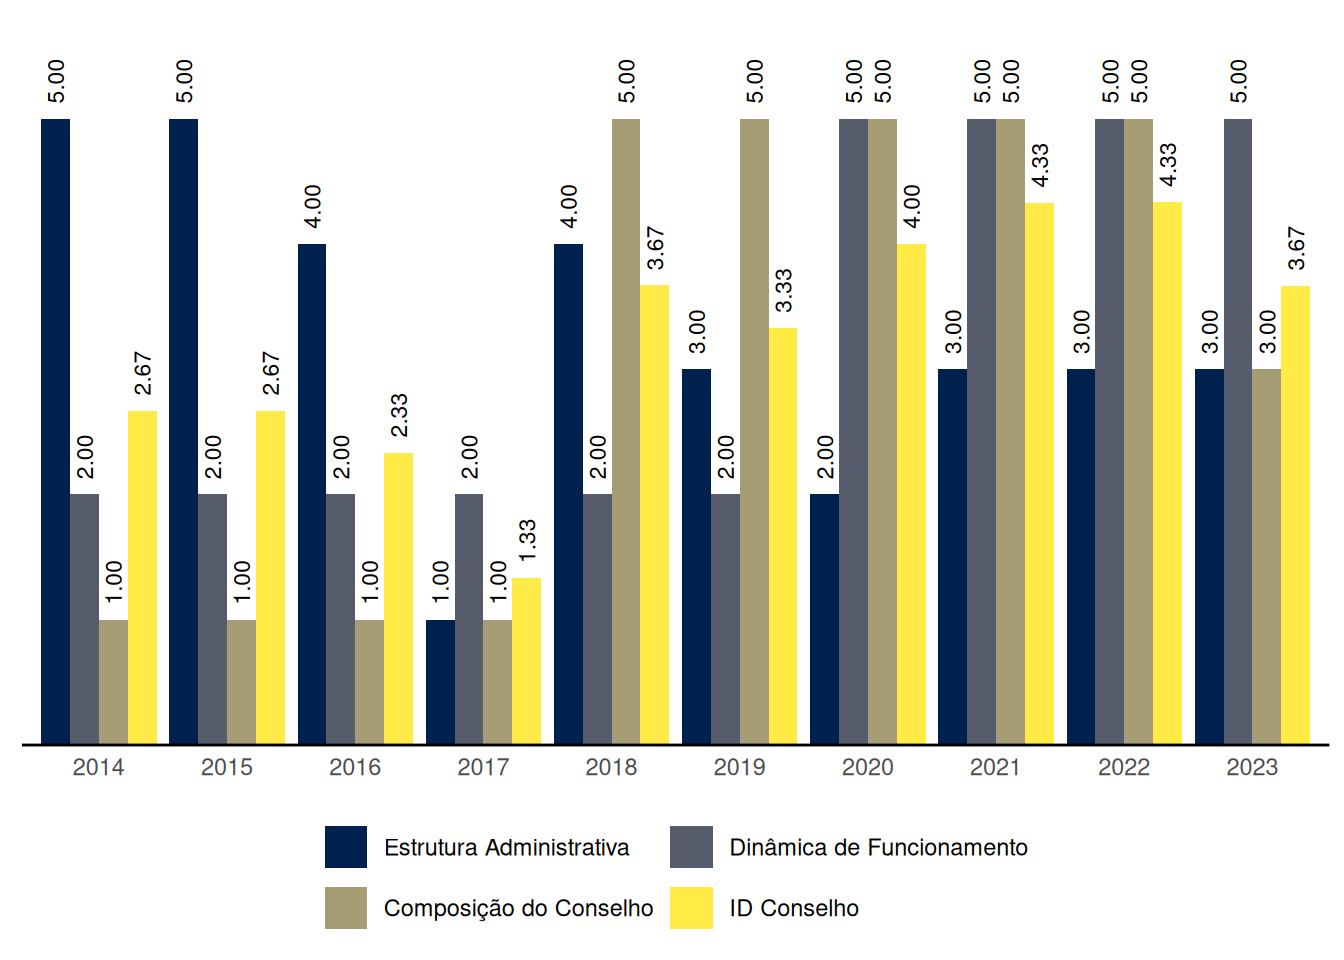 5.00 2.00 1.00 2.67
5.00 2.00 1.00 2.67
4.00 2.00 1.00 2.33
1.00 2.00 1.00 1.33
4.00 2.00 5.00 3.67
3.00 2.00 5.00 3.33
2.00 5.00 5.00 4.00
3.00 5.00 5.00 4.33
3.00 5.00 5.00 4.33
3.00 5.00 3.00 3.67
2014 2015 2016 2017 2018 2019 2020 2021 2022 2023
Estrutura Administrativa Dinâmica de Funcionamento
Composição do Conselho ID Conselho